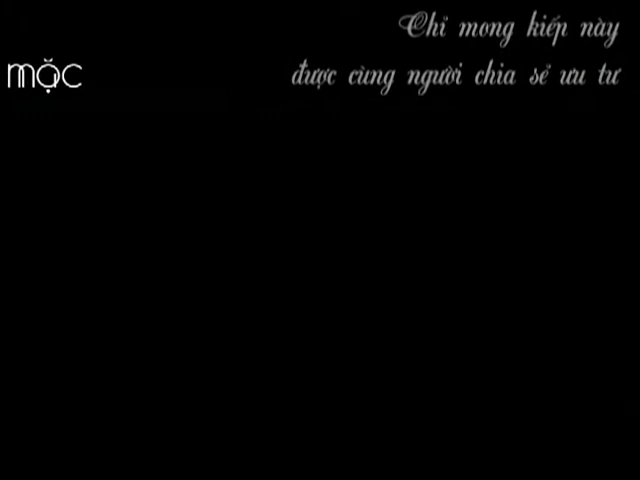 Chỉ mong kiếp này
mặc
được cùng người chia sẻ ưu tư